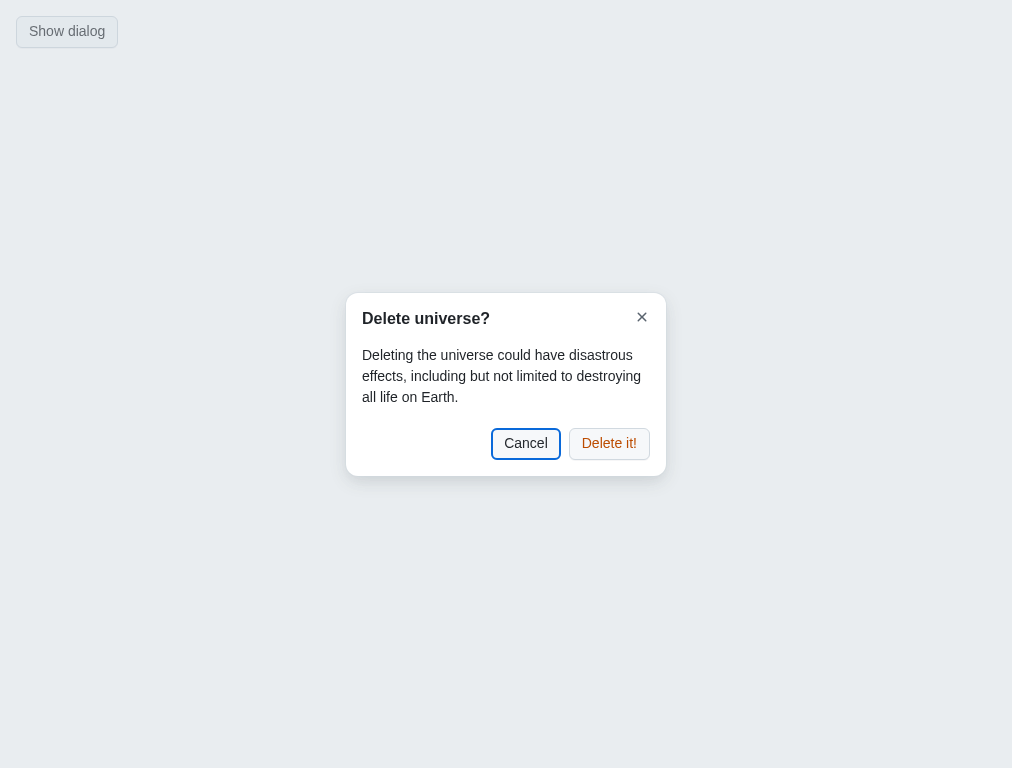 Show dialog
Delete universe?
Deleting the universe could have disastrous
effects, including but not limited to destroying
all life on Earth.
Cancel Delete it!